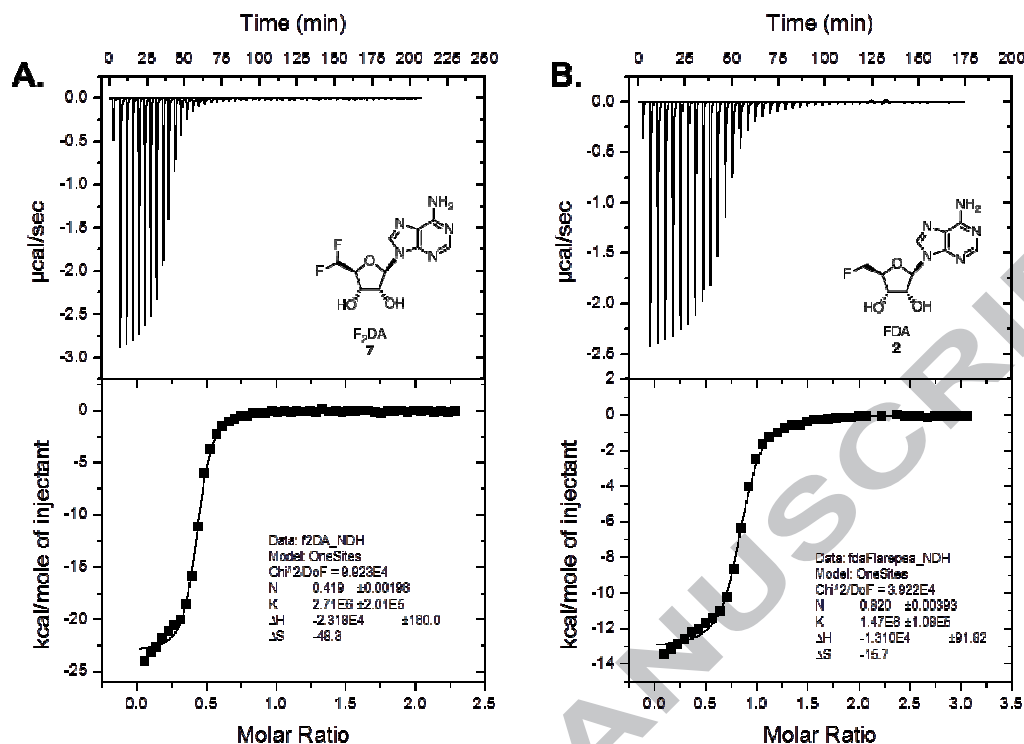 A.
Time (min)
0 25 50 75 100 125 150 175 200 225 250
0.0
-0.5
-1.0
-1.5
-2.0
-2.5
-3.0
µcal/sec
NH2
N N
N N
F
F O
HO OH
F2DA
7
0
-5
-10
-15
-20
-25
kcal/mole of injectant
Data: f2DA_NDH
Model: OneSites
Chi^2/DoF = 9.923E4
N 0.419 ±0.00198
K 2.71E6 ±2.01E5
ΔH -2.318E4 ±180.0
ΔS -48.3
0.0 0.5 1.0 1.5 2.0 2.5
Molar Ratio
B.
Time (min)
0 25 50 75 100 125 150 175 200
0.0
-0.5
-1.0
-1.5
-2.0
-2.5
µcal/sec
NH2
N N
N N
F O
HO OH
FDA
2
2
0
-2
-4
-6
-8
-10
-12
-14
kcal/mole of injectant
Data: fdaFlarepea_NDH
Model: OneSites
Chi^2/DoF = 3.922E4
N 0.820 ±0.00393
K 1.47E6 ±1.08E5
ΔH -1.310E4 ±91.82
ΔS -15.7
0.0 0.5 1.0 1.5 2.0 2.5 3.0 3.5
Molar Ratio
ANUSCRI